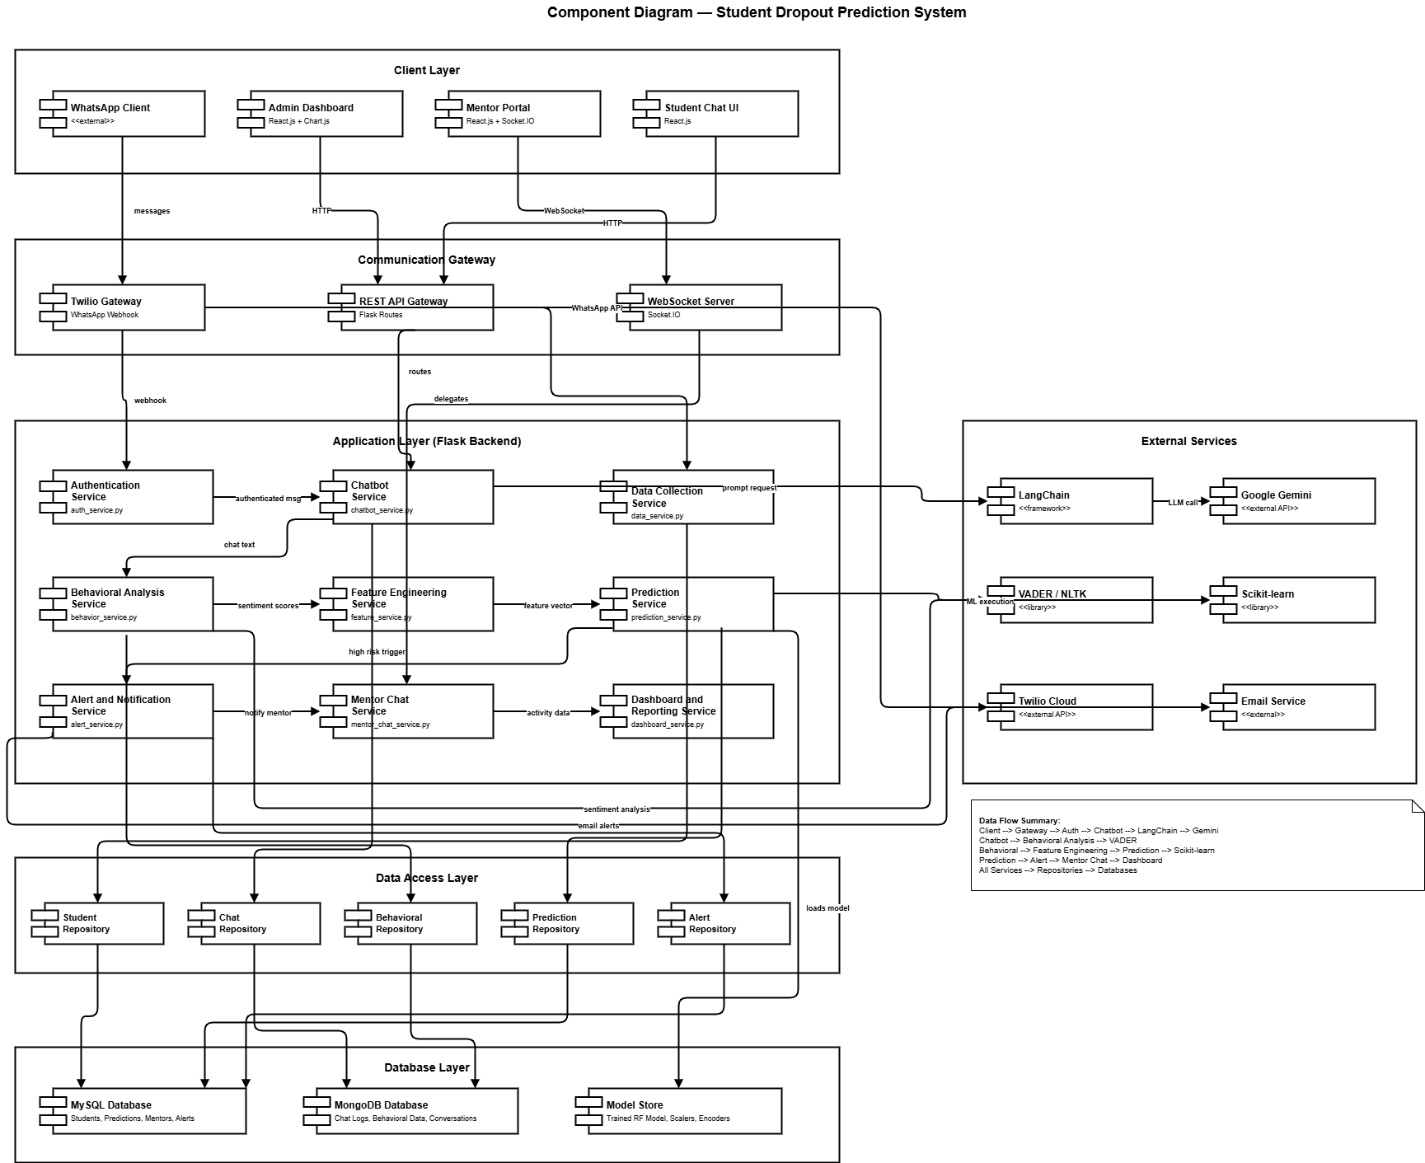 Component Diagram — Student Dropout Prediction System
Client Layer
WhatsApp Client
<<external>>
Admin Dashboard
React.js + Chart.js
Mentor Portal
React.js + Socket.IO
Student Chat UI
React.js
messages
HTTP
WebSocket
HTTP
Communication Gateway
Twilio Gateway
WhatsApp Webhook
REST API Gateway
Flask Routes
WhatsApp API
WebSocket Server
Socket.IO
routes
webhook
delegates
Application Layer (Flask Backend)
Authentication
Service
auth_service.py
authenticated msg
Chatbot
Service
chatbot_service.py
Data Collection
Service
data_service.py
prompt request
chat text
Behavioral Analysis
Service
behavior_service.py
sentiment scores
Feature Engineering
Service
feature_service.py
feature vector
Prediction
Service
prediction_service.py
high risk trigger
Alert and Notification
Service
alert_service.py
notify mentor
Mentor Chat
Service
mentor_chat_service.py
activity data
Dashboard and
Reporting Service
dashboard_service.py
sentiment analysis
email alerts
External Services
LangChain
<<framework>>
LLM call
Google Gemini
<<external API>>
ML execution
VADER / NLTK
<<library>>
Scikit-learn
<<library>>
Twilio Cloud
<<external API>>
Email Service
<<external>>
Data Flow Summary:
Client --> Gateway --> Auth --> Chatbot --> LangChain --> Gemini
Chatbot --> Behavioral Analysis --> VADER
Behavioral --> Feature Engineering --> Prediction --> Scikit-learn
Prediction --> Alert --> Mentor Chat --> Dashboard
All Services --> Repositories --> Databases
Data Access Layer
Student
Repository
Chat
Repository
Behavioral
Repository
Prediction
Repository
Alert
Repository
loads model
Database Layer
MySQL Database
Students, Predictions, Mentors, Alerts
MongoDB Database
Chat Logs, Behavioral Data, Conversations
Model Store
Trained RF Model, Scalers, Encoders